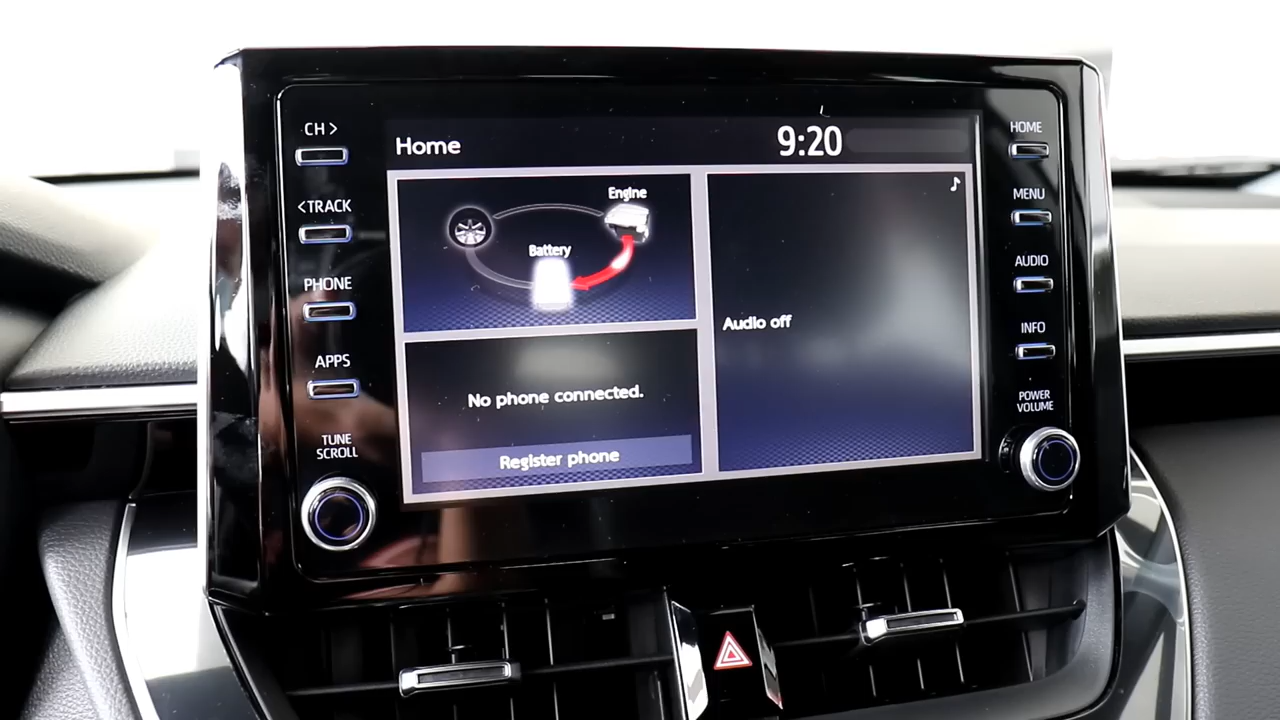 CH >
< TRACK
PHONE
APPS
TUNE
SCROLL
Home
9:20
Engine
Battery
No phone connected.
Register phone
Audio off
HOME
MENU
AUDIO
INFO
POWER
VOLUME